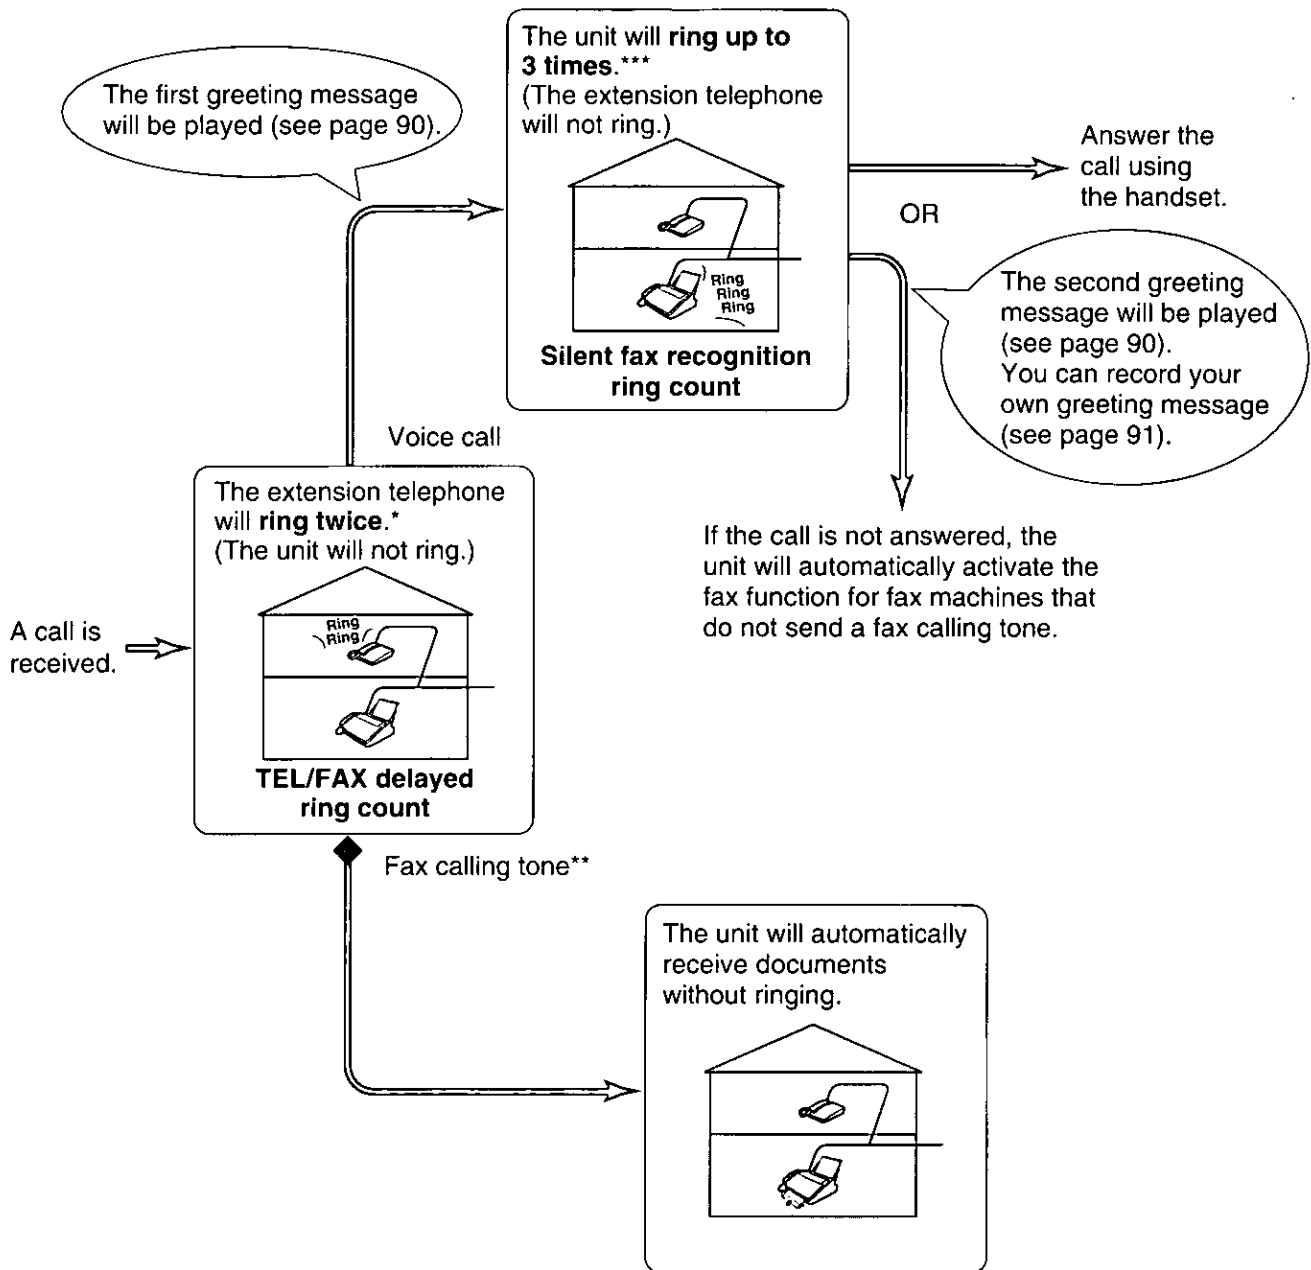 The unit will ring up to
3 times.***
(The extension telephone
will not ring.)
Ring
Ring
Ring
Silent fax recognition
ring count
The first greeting message
will be played (see page 90).
Answer the
call using
the handset.
OR
The second greeting
message will be played
(see page 90).
You can record your
own greeting message
(see page 91).
If the call is not answered, the
unit will automatically activate the
fax function for fax machines that
do not send a fax calling tone.
Voice call
The extension telephone
will ring twice.*
(The unit will not ring.)
Ring
Ring
TEL/FAX delayed
ring count
A call is
received.
Fax calling tone**
The unit will automatically
receive documents
without ringing.